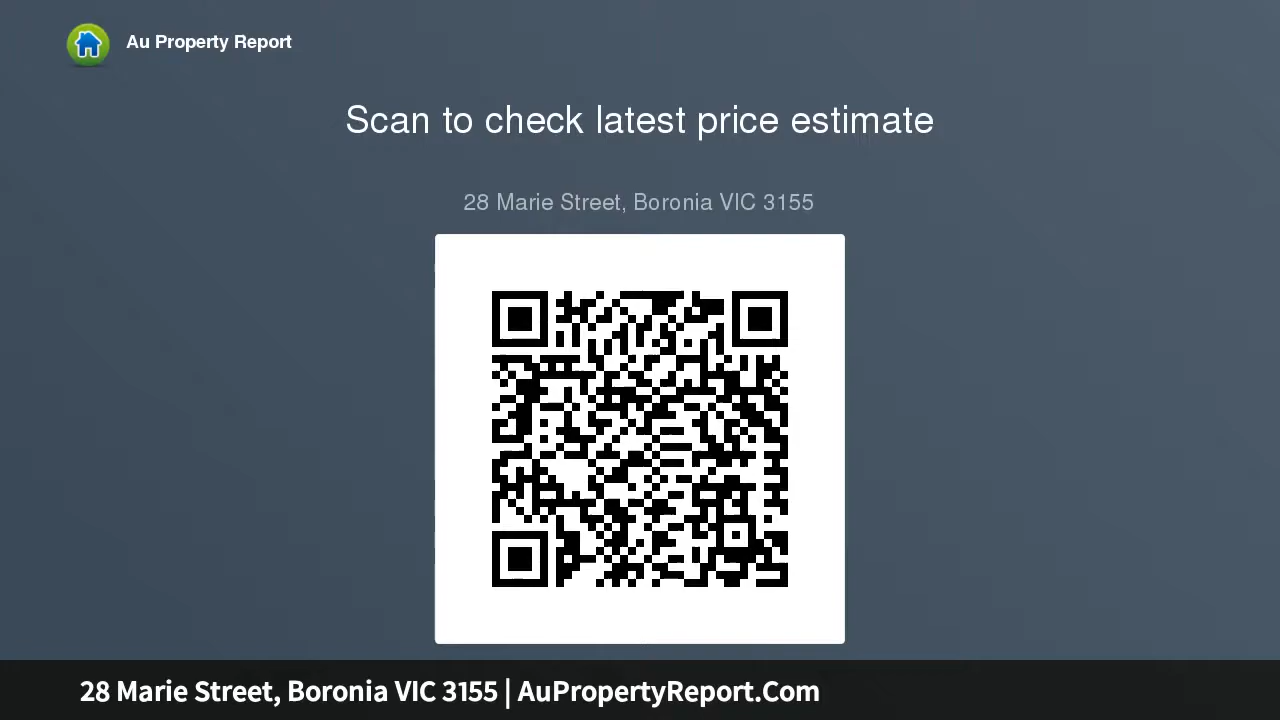 Au Property Report
Scan to check latest price estimate
28 Marie Street, Boronia VIC 3155
28 Marie Street, Boronia VIC 3155 | AuPropertyReport.Com